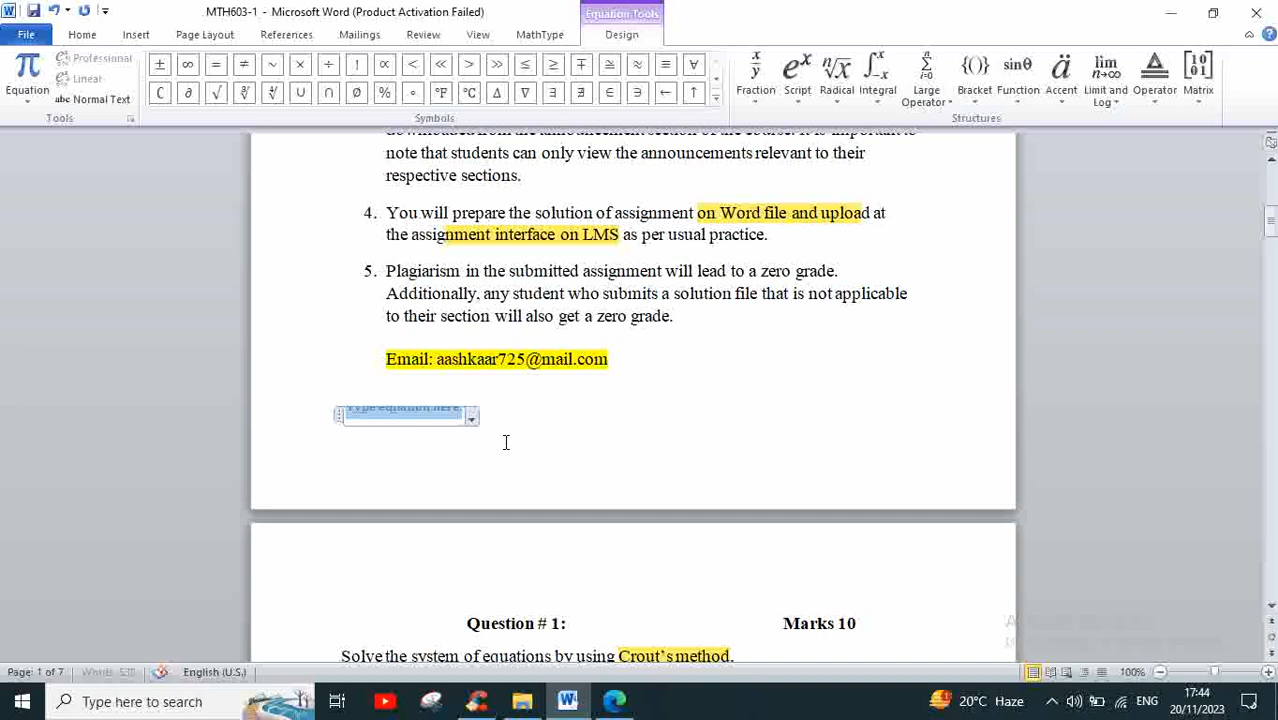 MTH603-1 - Microsoft Word (Product Activation Failed)
Equation Tools
File Home Insert Page Layout References Mailings Review View MathType Design
π Equation
Professional
Linear
abc Normal Text
Tools
± ∞ = ≠ ~ × ÷ ! ∝ < ≪ > ≫ ≤ ≥ ∓ ≅ ≈ ≡ ∀
∁ ∂ √ ∛ ∜ ∪ ∩ ∅ % ° °F °C ∆ ∇ ∃ ∄ ∈ ∋ ← ↑
Symbols
Fraction Script Radical Integral Large Operator Bracket Function Accent Limit and Log Operator Matrix
Structures
downloaded from the announcement section of the course. It is important to
note that students can only view the announcements relevant to their
respective sections.
4. You will prepare the solution of assignment on Word file and upload at
the assignment interface on LMS as per usual practice.
5. Plagiarism in the submitted assignment will lead to a zero grade.
Additionally, any student who submits a solution file that is not applicable
to their section will also get a zero grade.
Email: aashkaar725@mail.com
Type equation here.
Question # 1: Marks 10
Solve the system of equations by using Crout's method.
Page: 1 of 7 Words: 530 English (U.S.) 100%
Type here to search
20°C Haze ENG
17:44
20/11/2023